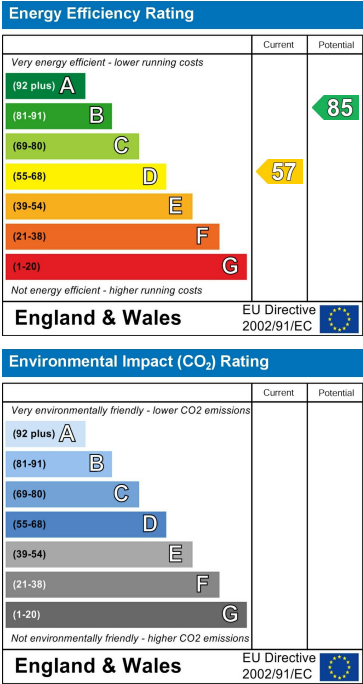 Energy Efficiency Rating
Current Potential
Very energy efficient - lower running costs
(92 plus) A
(81-91) B
(69-80) C
(55-68) D
(39-54) E
(21-38) F
(1-20) G
57
85
Not energy efficient - higher running costs
England & Wales
EU Directive
2002/91/EC
Environmental Impact (CO₂) Rating
Current Potential
Very environmentally friendly - lower CO2 emissions
(92 plus) A
(81-91) B
(69-80) C
(55-68) D
(39-54) E
(21-38) F
(1-20) G
Not environmentally friendly - higher CO2 emissions
England & Wales
EU Directive
2002/91/EC